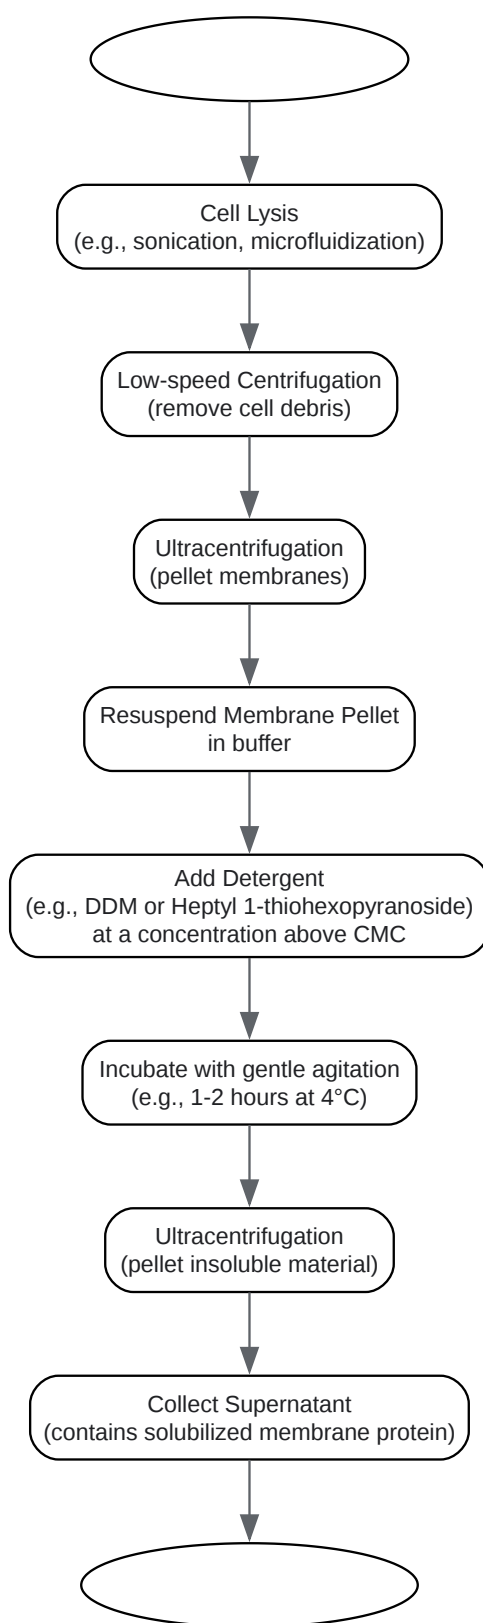 Cell Lysis
(e.g., sonication, microfluidization)
Low-speed Centrifugation
(remove cell debris)
Ultracentrifugation
(pellet membranes)
Resuspend Membrane Pellet
in buffer
Add Detergent
(e.g., DDM or Heptyl 1-thiohexopyranoside)
at a concentration above CMC
Incubate with gentle agitation
(e.g., 1-2 hours at 4°C)
Ultracentrifugation
(pellet insoluble material)
Collect Supernatant
(contains solubilized membrane protein)